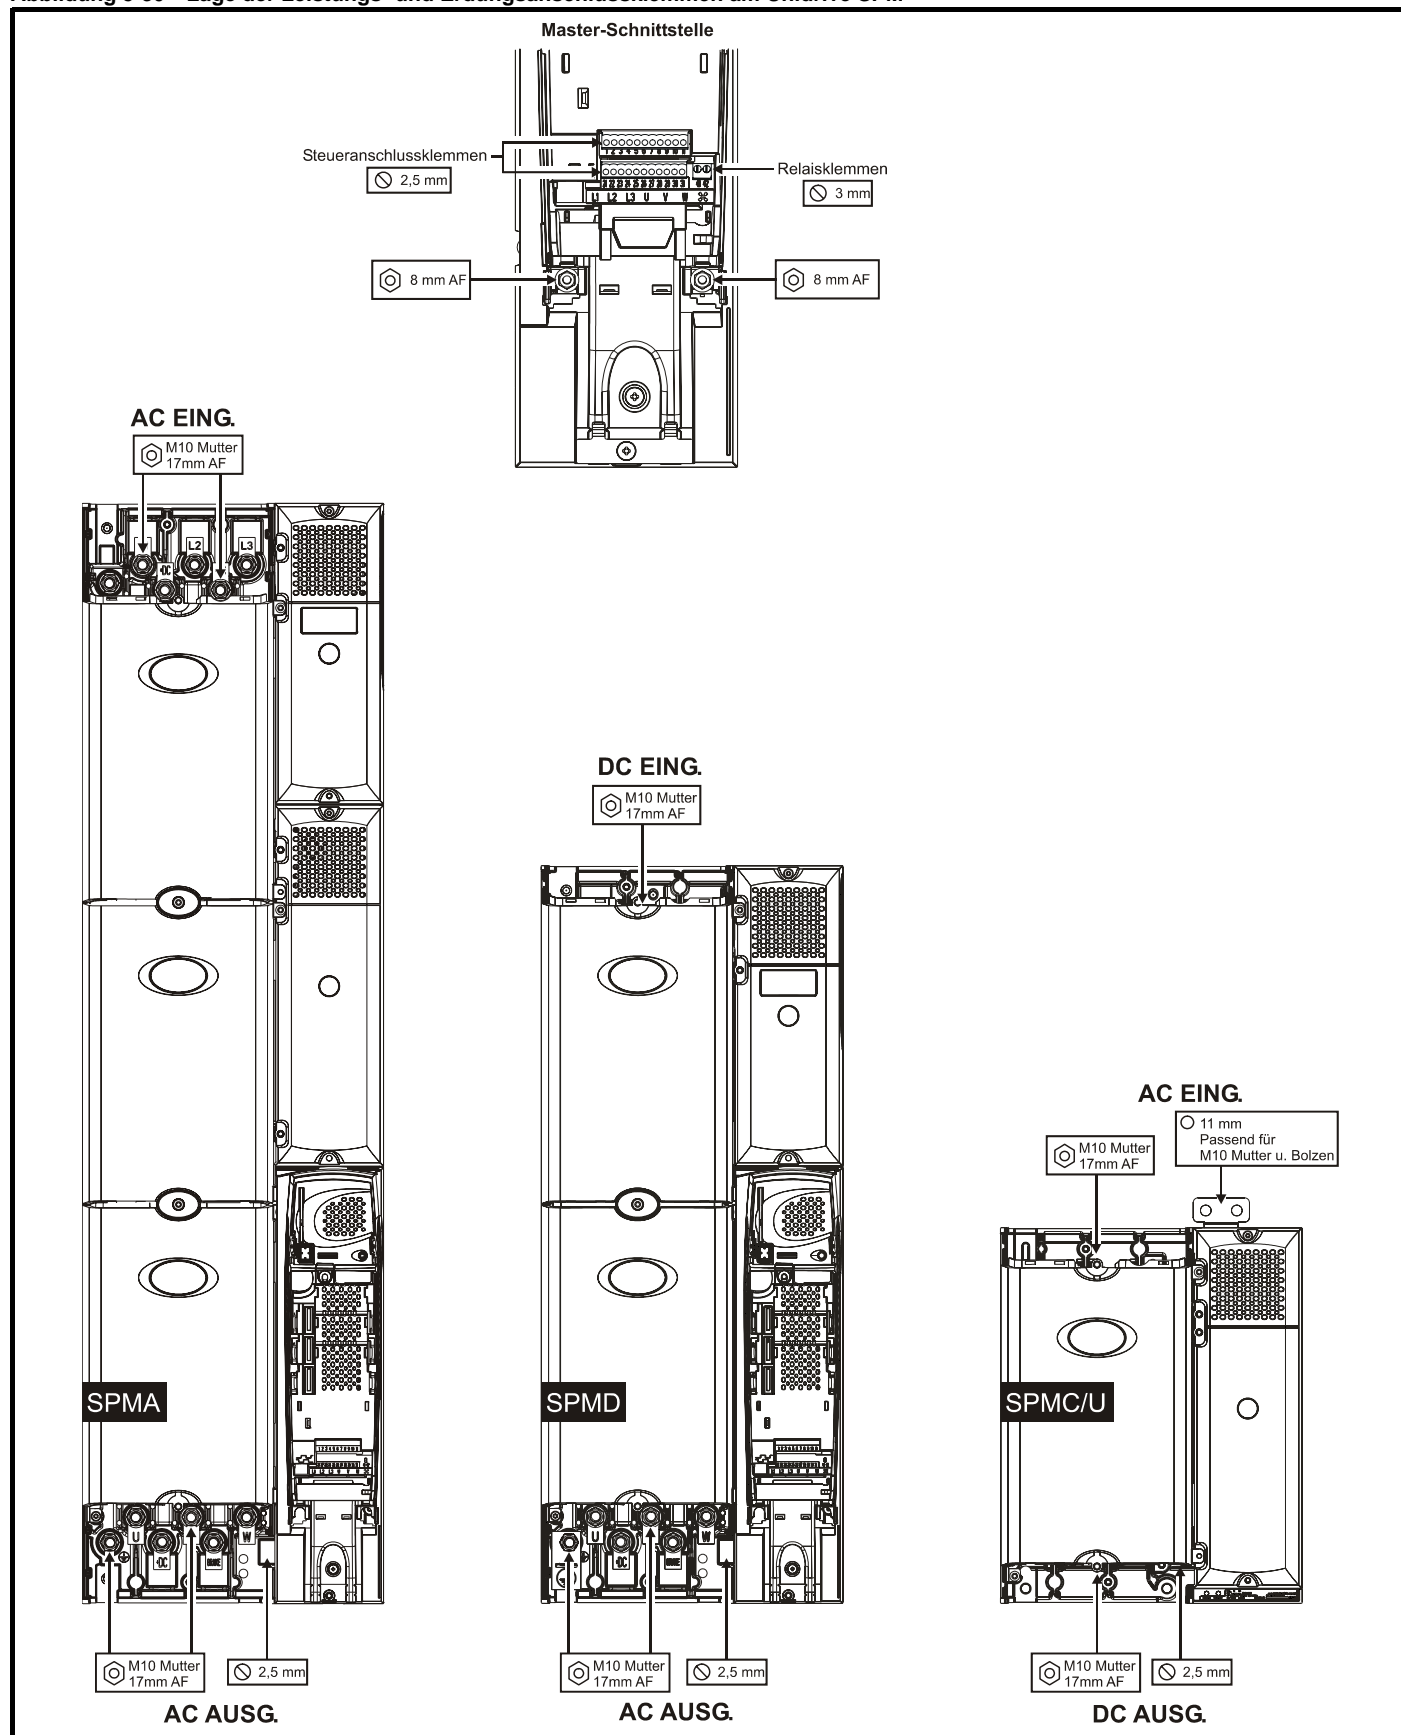 Master-Schnittstelle
Steueranschlussklemmen
2,5 mm
Relaisklemmen
3 mm
L1 L2 L3 U V W
8 mm AF
8 mm AF
AC EING.
M10 Mutter
17mm AF
L2
L3
DC EING.
M10 Mutter
17mm AF
AC EING.
M10 Mutter
17mm AF
11 mm
Passend für
M10 Mutter u. Bolzen
SPMA
SPMD
SPMC/U
U
W
U
W
M10 Mutter
17mm AF
2,5 mm
AC AUSG.
M10 Mutter
17mm AF
2,5 mm
AC AUSG.
M10 Mutter
17mm AF
2,5 mm
DC AUSG.